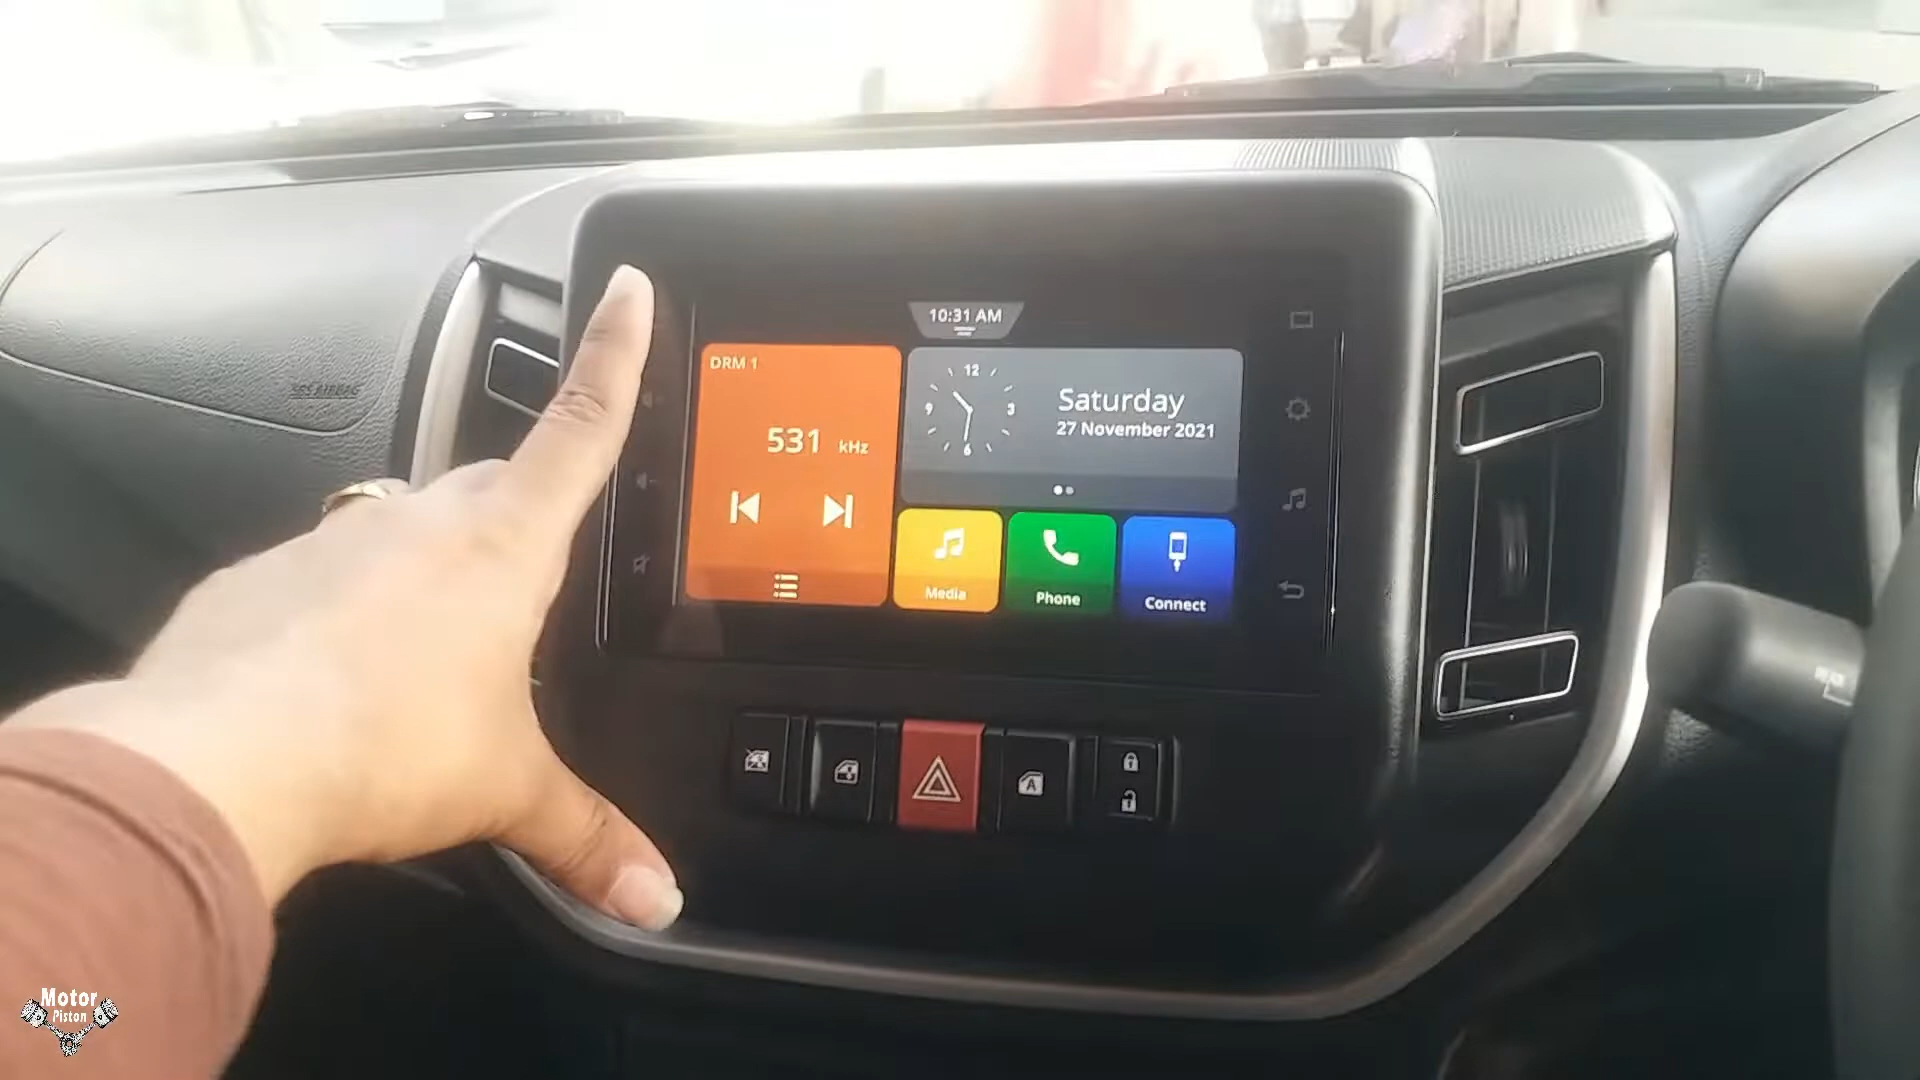 10:31 AM
DRM 1
531 kHz
12
3
6
9
Saturday
27 November 2021
Media
Phone
Connect
A
SRS AIRBAG
REAR
Motor
Piston